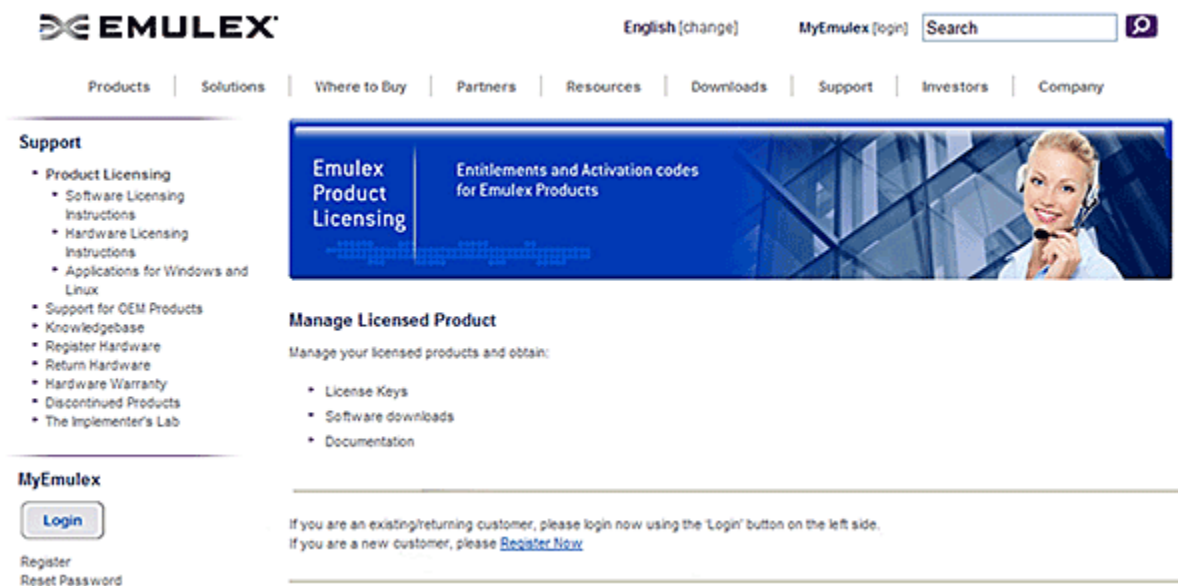 EMULEX
English [change]
MyEmulex [login]
Search
Products
Solutions
Where to Buy
Partners
Resources
Downloads
Support
Investors
Company
Support
Product Licensing
Software Licensing
Instructions
Hardware Licensing
Instructions
Applications for Windows and
Linux
Support for OEM Products
Knowledgebase
Register Hardware
Return Hardware
Hardware Warranty
Discontinued Products
The Implementer's Lab
MyEmulex
Login
Register
Reset Password
Emulex
Product
Licensing
Entitlements and Activation codes
for Emulex Products
Manage Licensed Product
Manage your licensed products and obtain:
License Keys
Software downloads
Documentation
If you are an existing/returning customer, please login now using the 'Login' button on the left side.
If you are a new customer, please Register Now